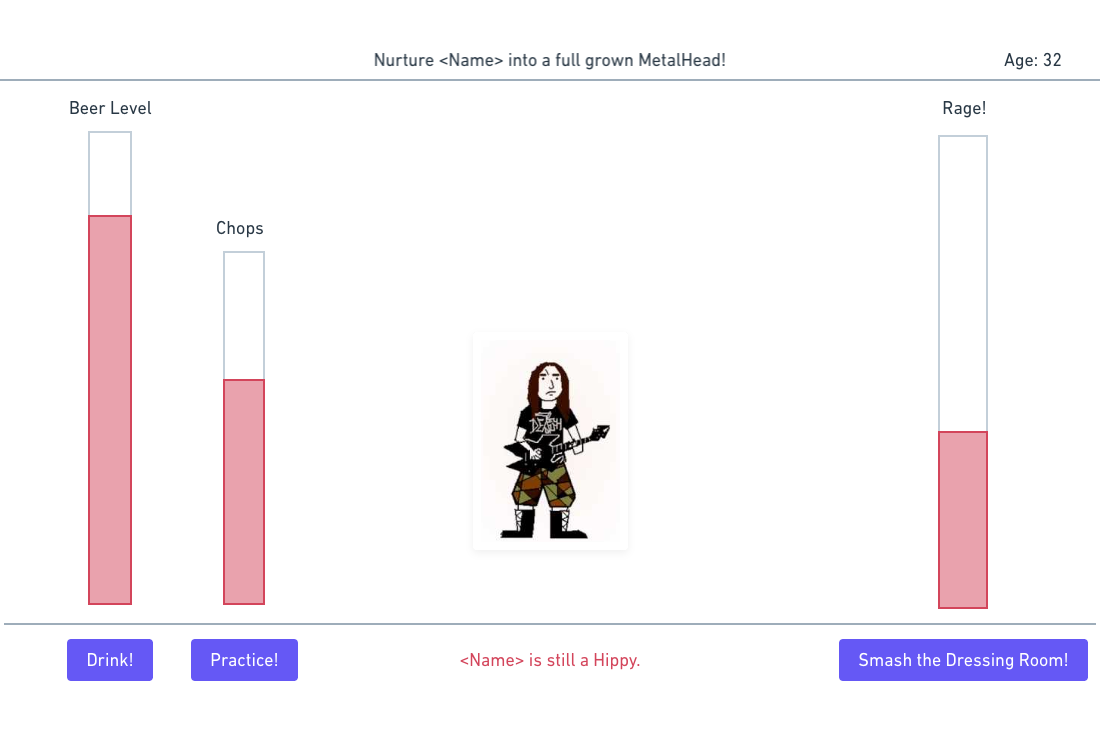 Nurture <Name> into a full grown MetalHead!
Age: 32
Beer Level
Rage!
Chops
DEATH
Drink!
Practice!
<Name> is still a Hippy.
Smash the Dressing Room!